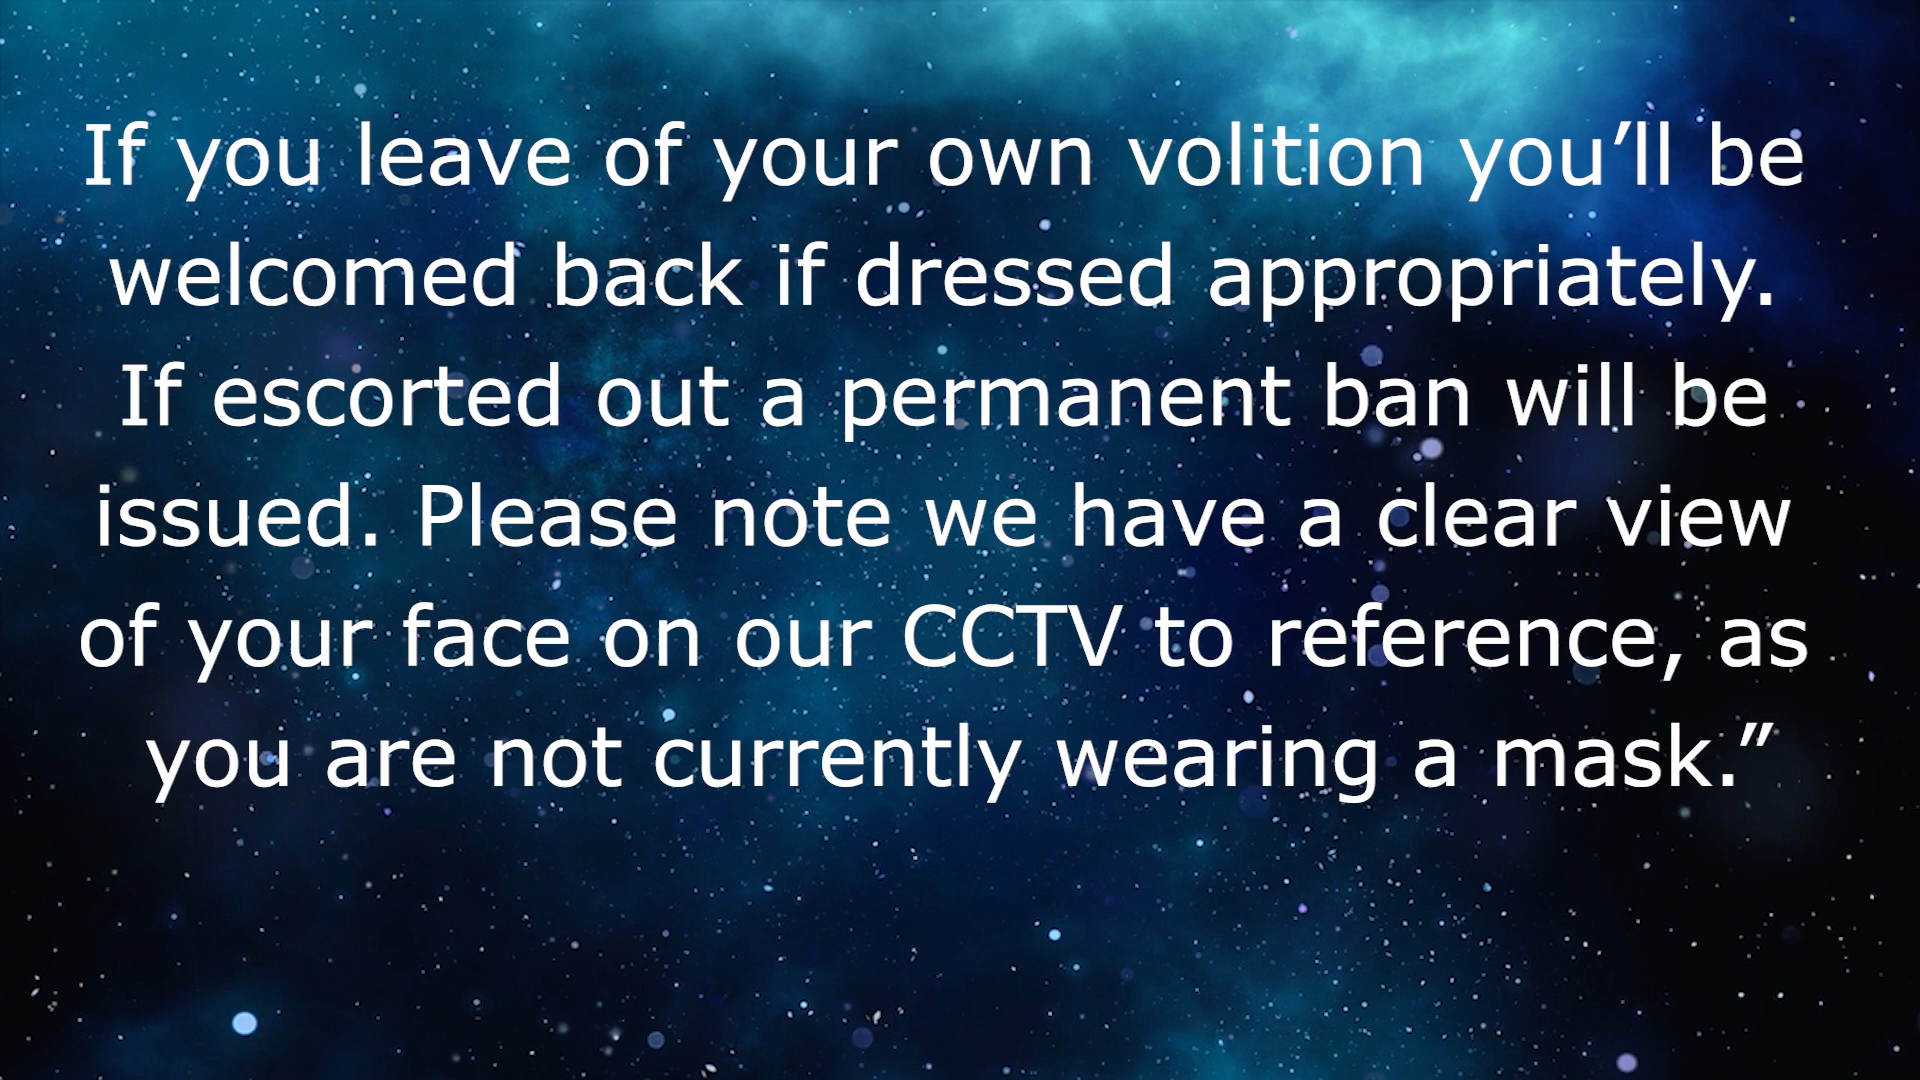 If you leave of your own volition you’ll be
welcomed back if dressed appropriately.
If escorted out a permanent ban will be
issued. Please note we have a clear view
of your face on our CCTV to reference, as
you are not currently wearing a mask.”